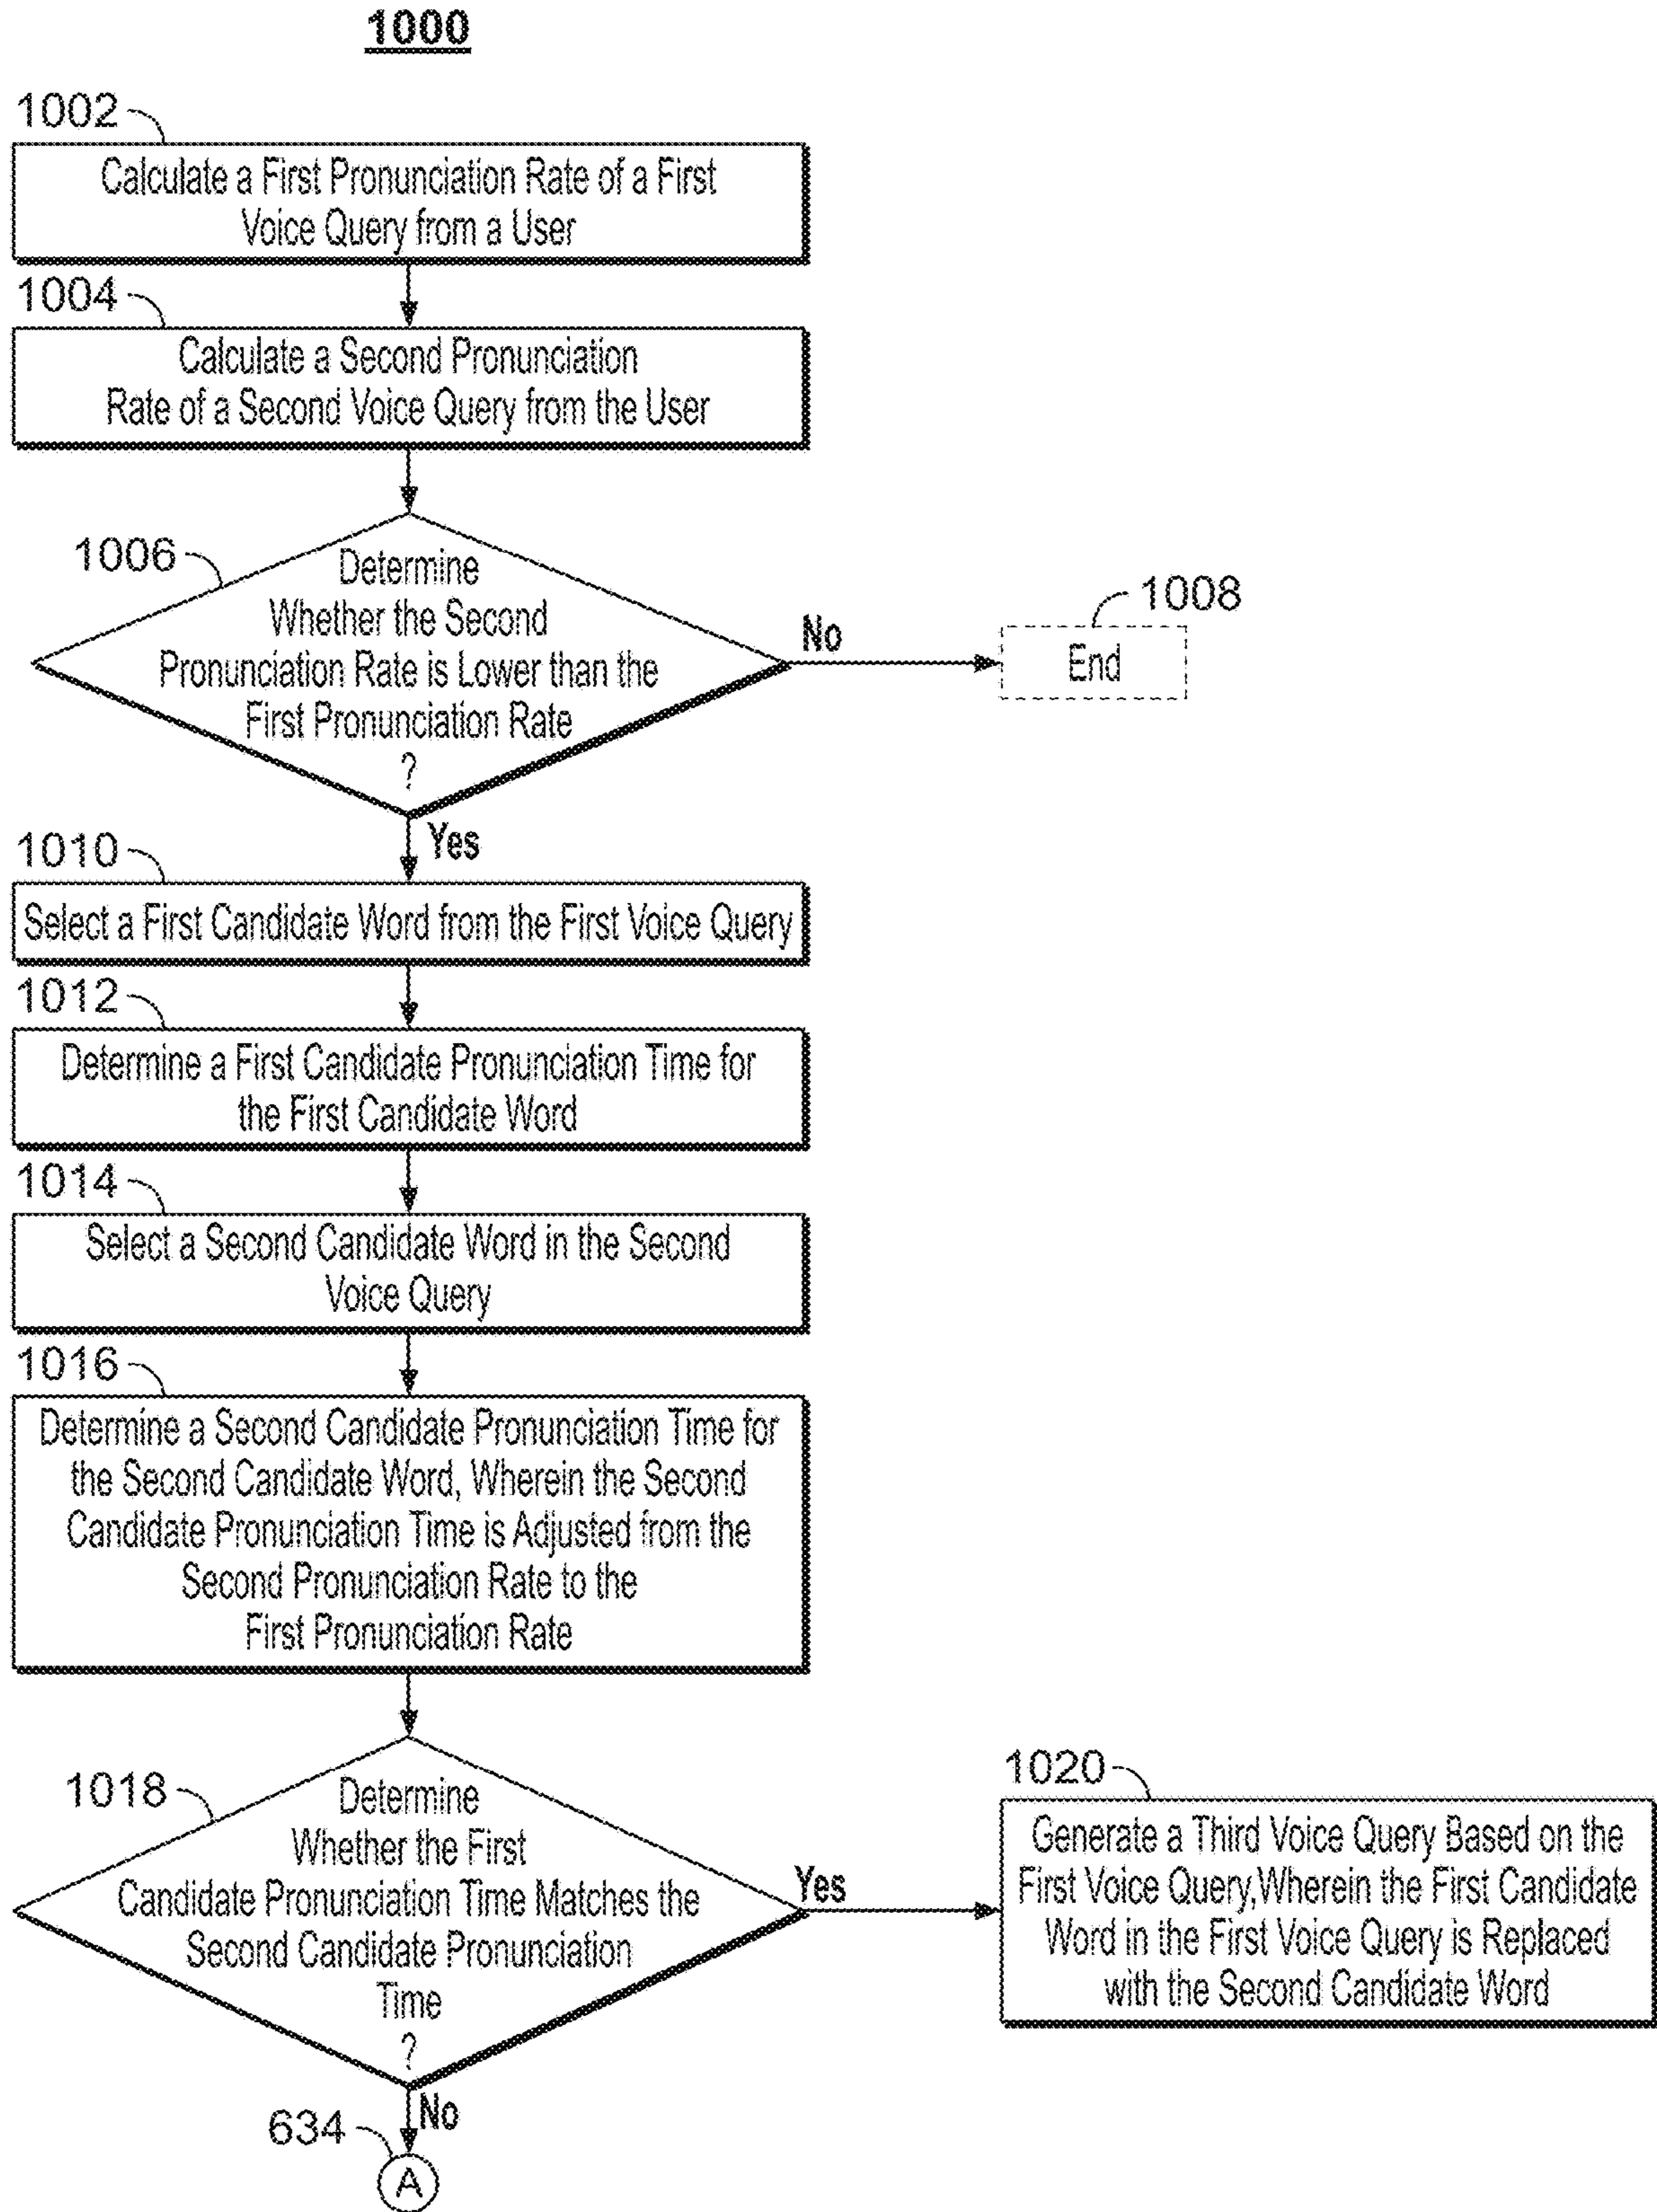 1000
1002
Calculate a First Pronunciation Rate of a First
Voice Query from a User
1004
Calculate a Second Pronunciation
Rate of a Second Voice Query from the User
1006
Determine
Whether the Second
Pronunciation Rate is Lower than the
First Pronunciation Rate
?
No
1008
End
Yes
1010
Select a First Candidate Word from the First Voice Query
1012
Determine a First Candidate Pronunciation Time for
the First Candidate Word
1014
Select a Second Candidate Word in the Second
Voice Query
1016
Determine a Second Candidate Pronunciation Time for
the Second Candidate Word, Wherein the Second
Candidate Pronunciation Time is Adjusted from the
Second Pronunciation Rate to the
First Pronunciation Rate
1018
Determine
Whether the First
Candidate Pronunciation Time Matches the
Second Candidate Pronunciation
Time
?
Yes
1020
Generate a Third Voice Query Based on the
First Voice Query,Wherein the First Candidate
Word in the First Voice Query is Replaced
with the Second Candidate Word
No
634
A